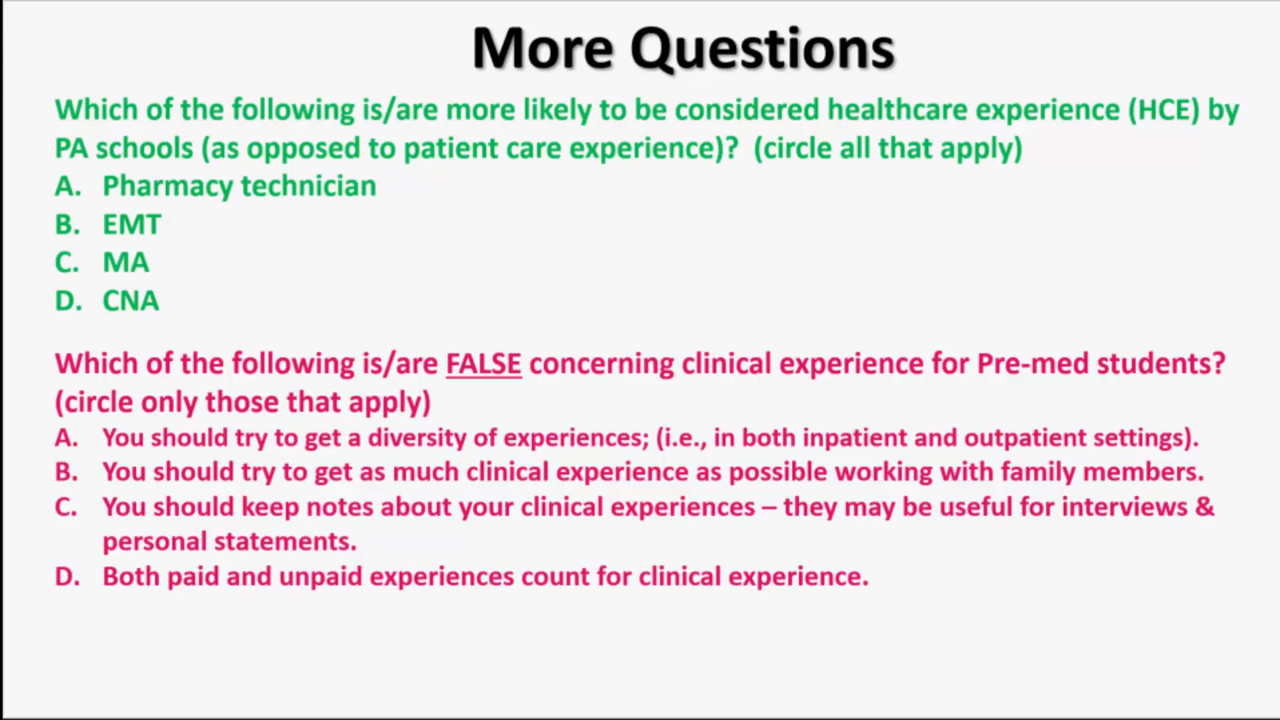 More Questions
Which of the following is/are more likely to be considered healthcare experience (HCE) by
PA schools (as opposed to patient care experience)? (circle all that apply)
A. Pharmacy technician
B. EMT
C. MA
D. CNA
Which of the following is/are FALSE concerning clinical experience for Pre-med students?
(circle only those that apply)
A. You should try to get a diversity of experiences; (i.e., in both inpatient and outpatient settings).
B. You should try to get as much clinical experience as possible working with family members.
C. You should keep notes about your clinical experiences – they may be useful for interviews &
personal statements.
D. Both paid and unpaid experiences count for clinical experience.